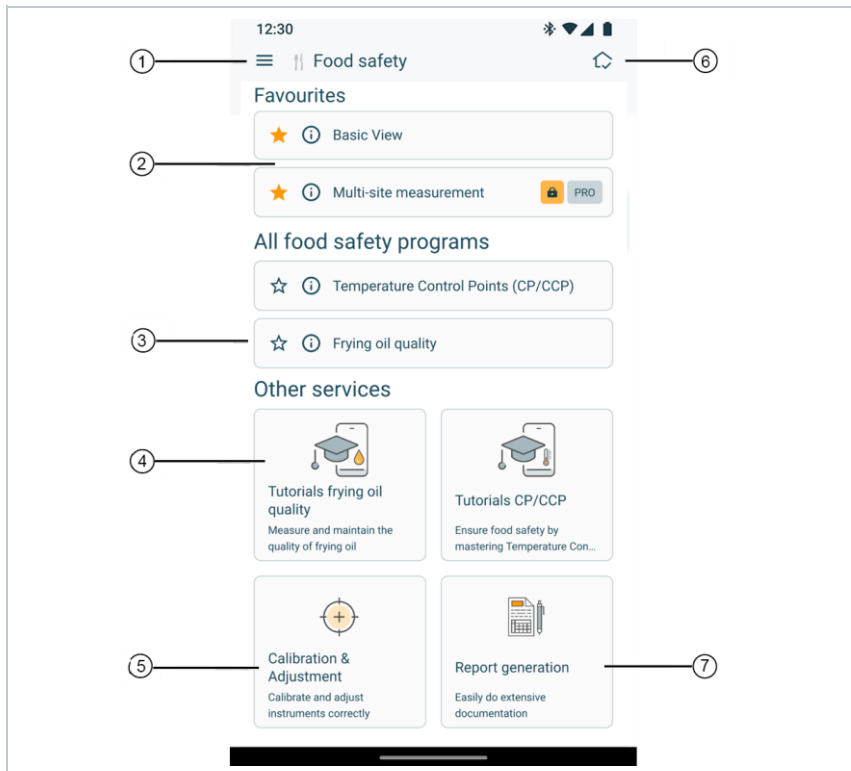 12:30
1 Food safety 6
Favourites
Basic View
2
Multi-site measurement PRO
All food safety programs
Temperature Control Points (CP/CCP)
3 Frying oil quality
Other services
4
Tutorials frying oil
quality
Measure and maintain the
quality of frying oil
Tutorials CP/CCP
Ensure food safety by
mastering Temperature Con...
5
Calibration &
Adjustment
Calibrate and adjust
instruments correctly
Report generation
Easily do extensive
documentation
7